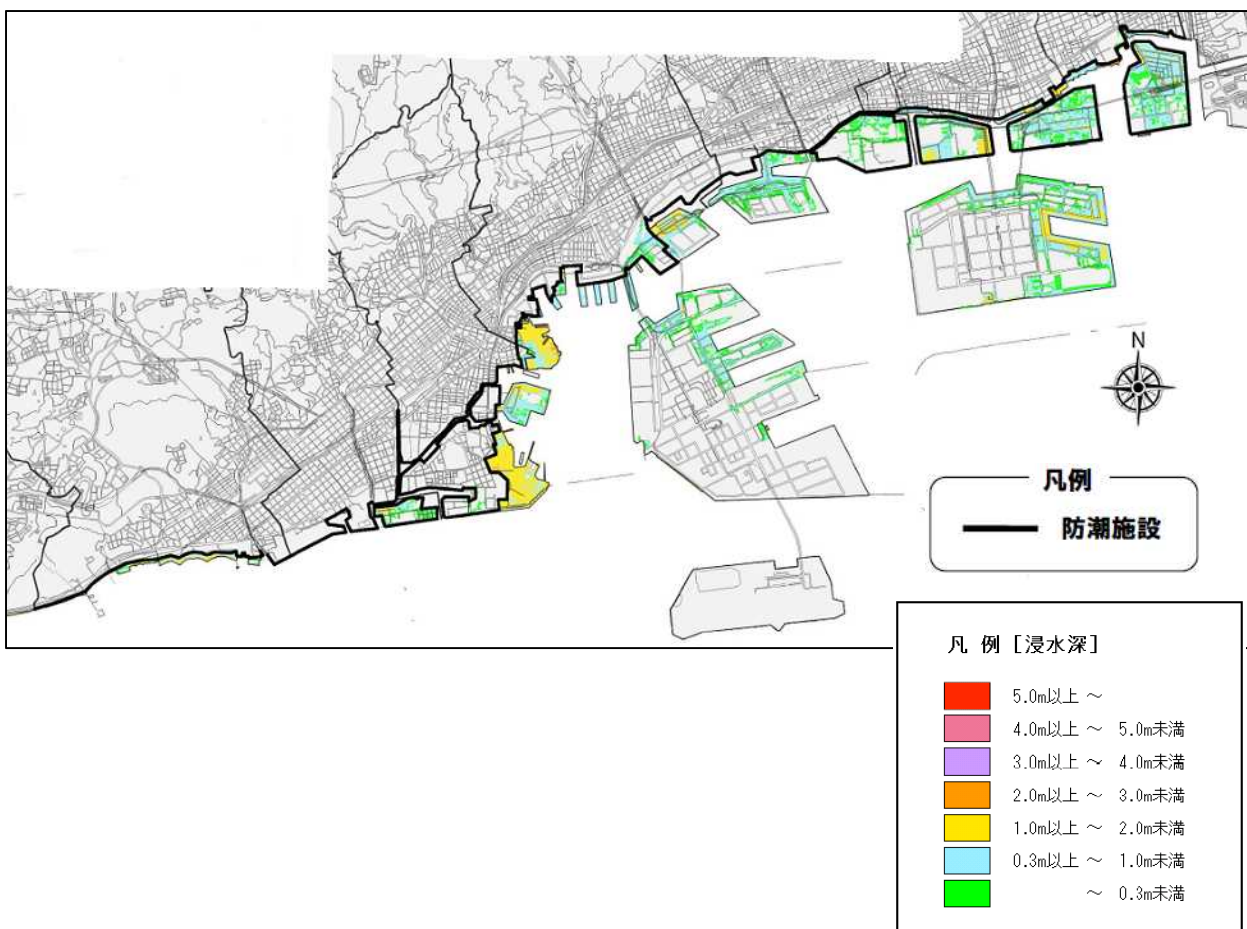 N
凡例
防潮施設
凡 例 [浸水深]
5.0m以上 ～
4.0m以上 ～ 5.0m未満
3.0m以上 ～ 4.0m未満
2.0m以上 ～ 3.0m未満
1.0m以上 ～ 2.0m未満
0.3m以上 ～ 1.0m未満
～ 0.3m未満